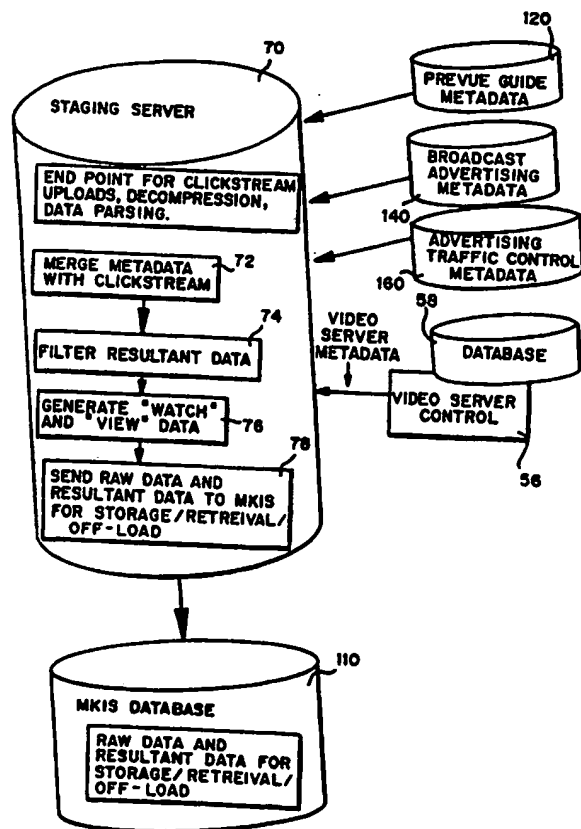 70
STAGING SERVER
120
PREVUE GUIDE
METADATA
END POINT FOR CLICKSTREAM
UPLOADS, DECOMPRESSION,
DATA PARSING.
BROADCAST
ADVERTISING
METADATA
140
72
MERGE METADATA
WITH CLICKSTREAM
ADVERTISING
TRAFFIC CONTROL
METADATA
160
74
FILTER RESULTANT DATA
58
VIDEO
SERVER
METADATA
DATABASE
GENERATE "WATCH"
AND "VIEW" DATA
76
VIDEO SERVER
CONTROL
56
78
SEND RAW DATA AND
RESULTANT DATA TO MKIS
FOR STORAGE/RETREIVAL/
OFF-LOAD
110
MKIS DATABASE
RAW DATA AND
RESULTANT DATA FOR
STORAGE/RETREIVAL/
OFF-LOAD